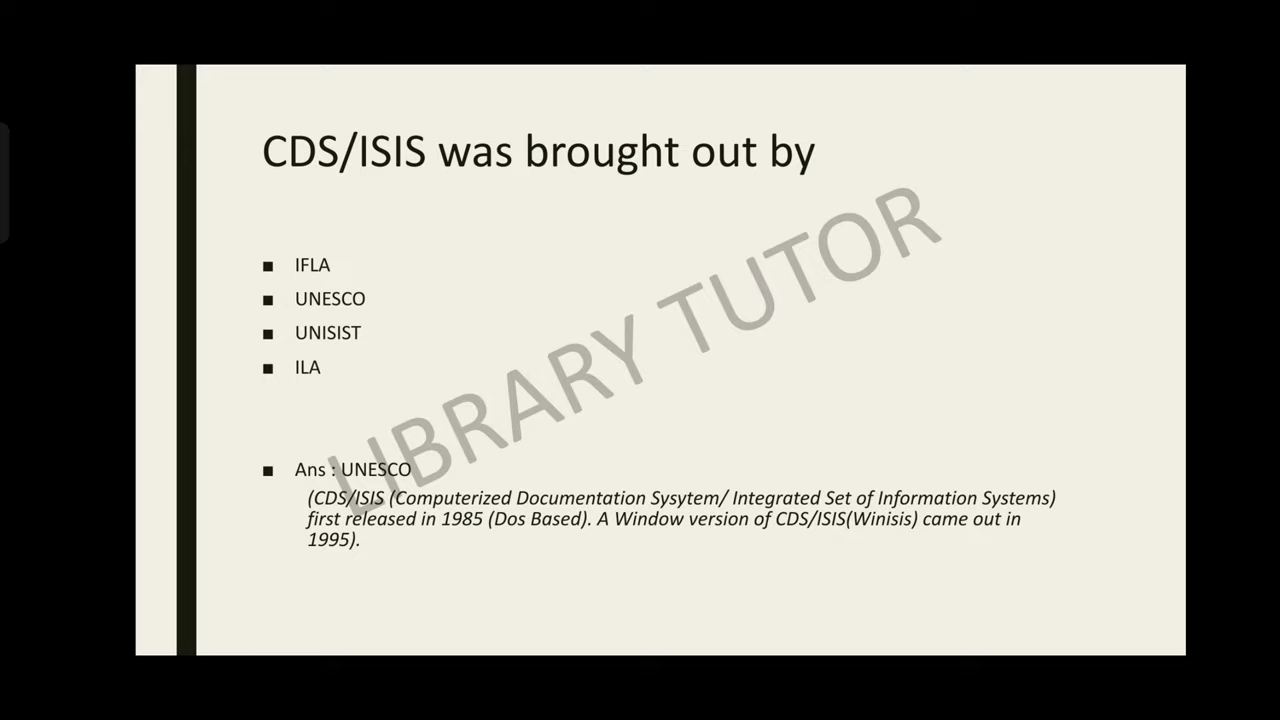 CDS/ISIS was brought out by
■ IFLA
■ UNESCO
■ UNISIST
■ ILA
■ Ans : UNESCO
(CDS/ISIS (Computerized Documentation Sysytem/ Integrated Set of Information Systems)
first released in 1985 (Dos Based). A Window version of CDS/ISIS(Winisis) came out in
1995).
LIBRARY TUTOR